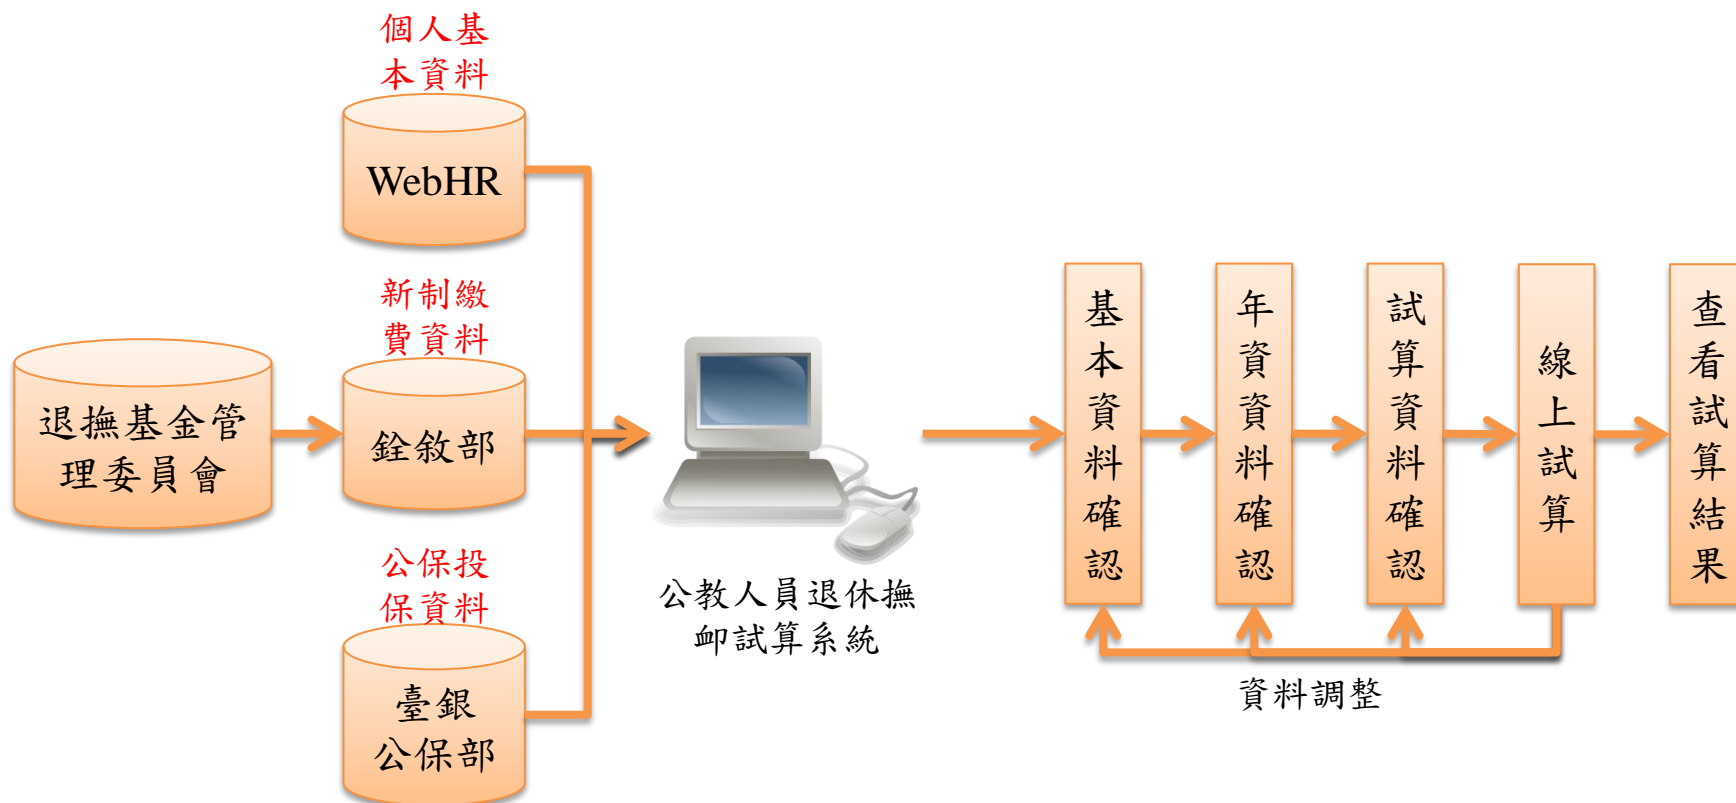 個人基
本資料
WebHR
新制繳
費資料
退撫基金管
理委員會
銓敘部
公保投
保資料
臺銀
公保部
公教人員退休撫
卹試算系統
基本資料確認
年資資料確認
試算資料確認
線上試算
查看試算結果
資料調整